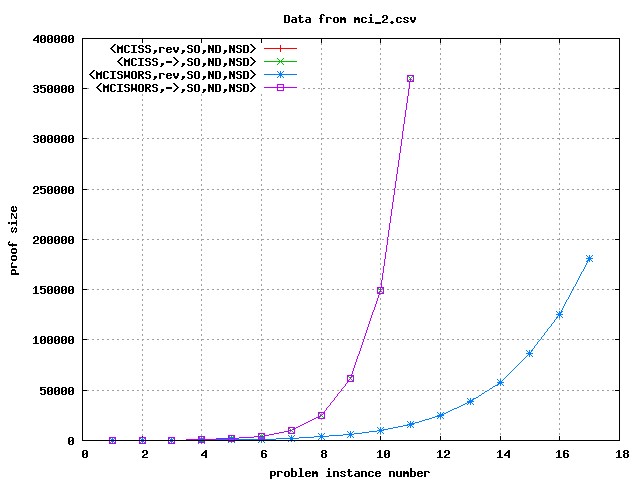 Data from mci_2.csv
<MCISS,rev,SO,ND,NSD>
<MCISS,->,SO,ND,NSD>
<MCISWORS,rev,SO,ND,NSD>
<MCISWORS,->,SO,ND,NSD>
400000
350000
300000
250000
200000
150000
100000
50000
0
proof size
0 2 4 6 8 10 12 14 16 18
problem instance number